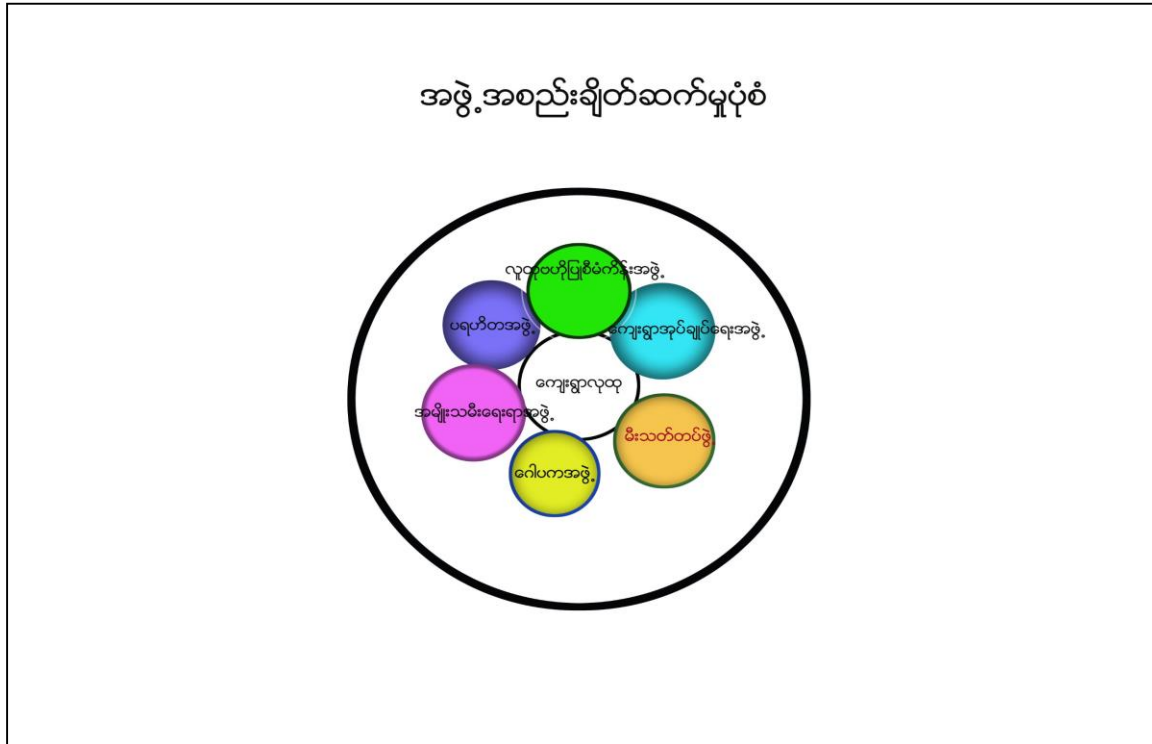 အဖွဲ့အစည်းချိတ်ဆက်မှုပုံစံ
လူထုဗဟိုပြုစီမံကိန်းအဖွဲ့
ပရဟိတအဖွဲ့
ကျေးရွာအုပ်ချုပ်ရေးအဖွဲ့
ကျေးရွာလုထု
အမျိုးသမီးရေးရာအဖွဲ့
မီးသတ်တပ်ဖွဲ့
ဂေါပကအဖွဲ့